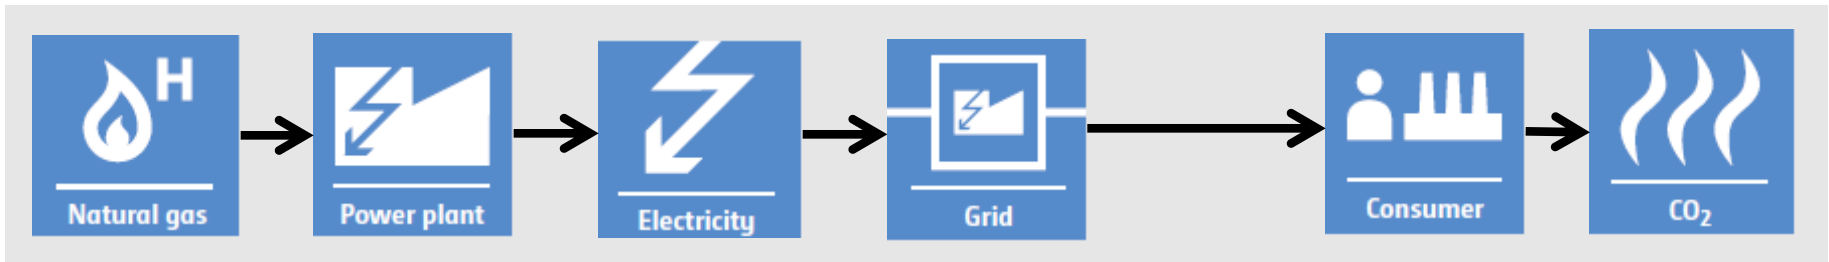 H
Natural gas
Power plant
Electricity
Grid
Consumer
CO₂